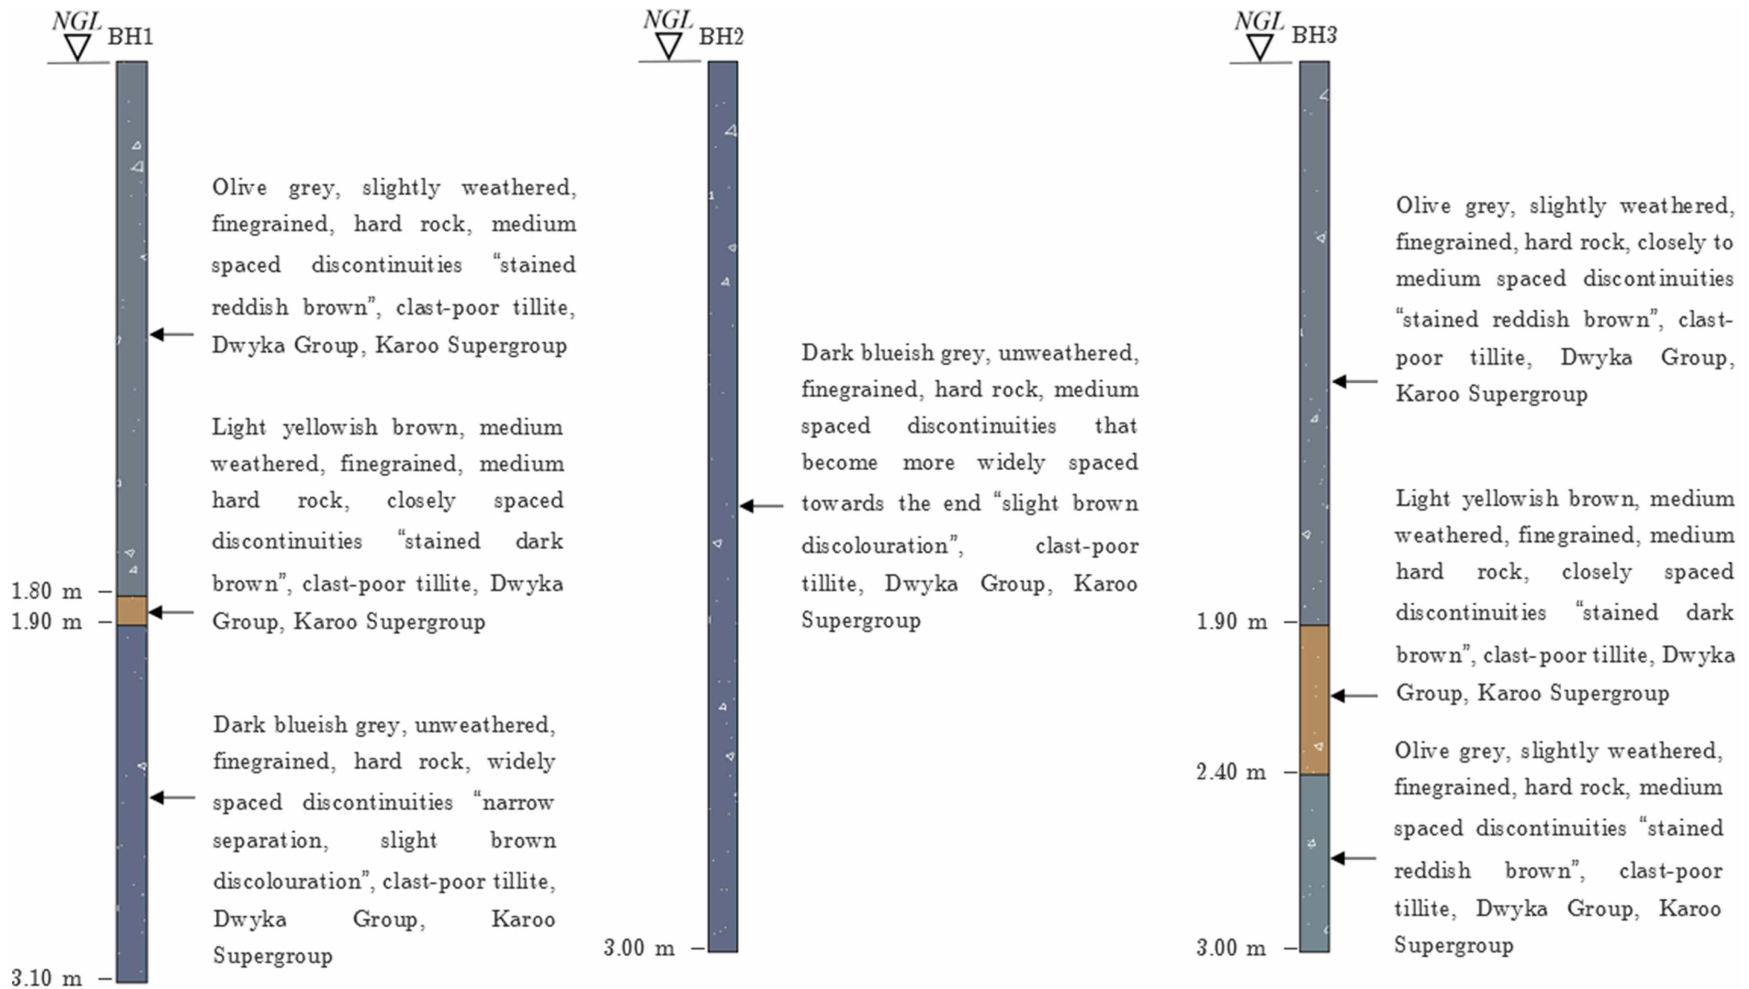 NGL
BH1
Olive grey, slightly weathered,
finegrained, hard rock, medium
spaced discontinuities “stained
reddish brown”, clast-poor tillite,
Dwyka Group, Karoo Supergroup
Light yellowish brown, medium
weathered, finegrained, medium
hard rock, closely spaced
discontinuities “stained dark
brown”, clast-poor tillite, Dwyka
Group, Karoo Supergroup
1.80 m
1.90 m
Dark blueish grey, unweathered,
finegrained, hard rock, widely
spaced discontinuities “narrow
separation, slight brown
discolouration”, clast-poor tillite,
Dwyka Group, Karoo
Supergroup
3.10 m
NGL
BH2
Dark blueish grey, unweathered,
finegrained, hard rock, medium
spaced discontinuities that
become more widely spaced
towards the end “slight brown
discolouration”, clast-poor
tillite, Dwyka Group, Karoo
Supergroup
3.00 m
NGL
BH3
Olive grey, slightly weathered,
finegrained, hard rock, closely to
medium spaced discontinuities
“stained reddish brown”, clast-
poor tillite, Dwyka Group,
Karoo Supergroup
Light yellowish brown, medium
weathered, finegrained, medium
hard rock, closely spaced
discontinuities “stained dark
brown”, clast-poor tillite, Dwyka
Group, Karoo Supergroup
1.90 m
2.40 m
Olive grey, slightly weathered,
finegrained, hard rock, medium
spaced discontinuities “stained
reddish brown”, clast-poor
tillite, Dwyka Group, Karoo
Supergroup
3.00 m